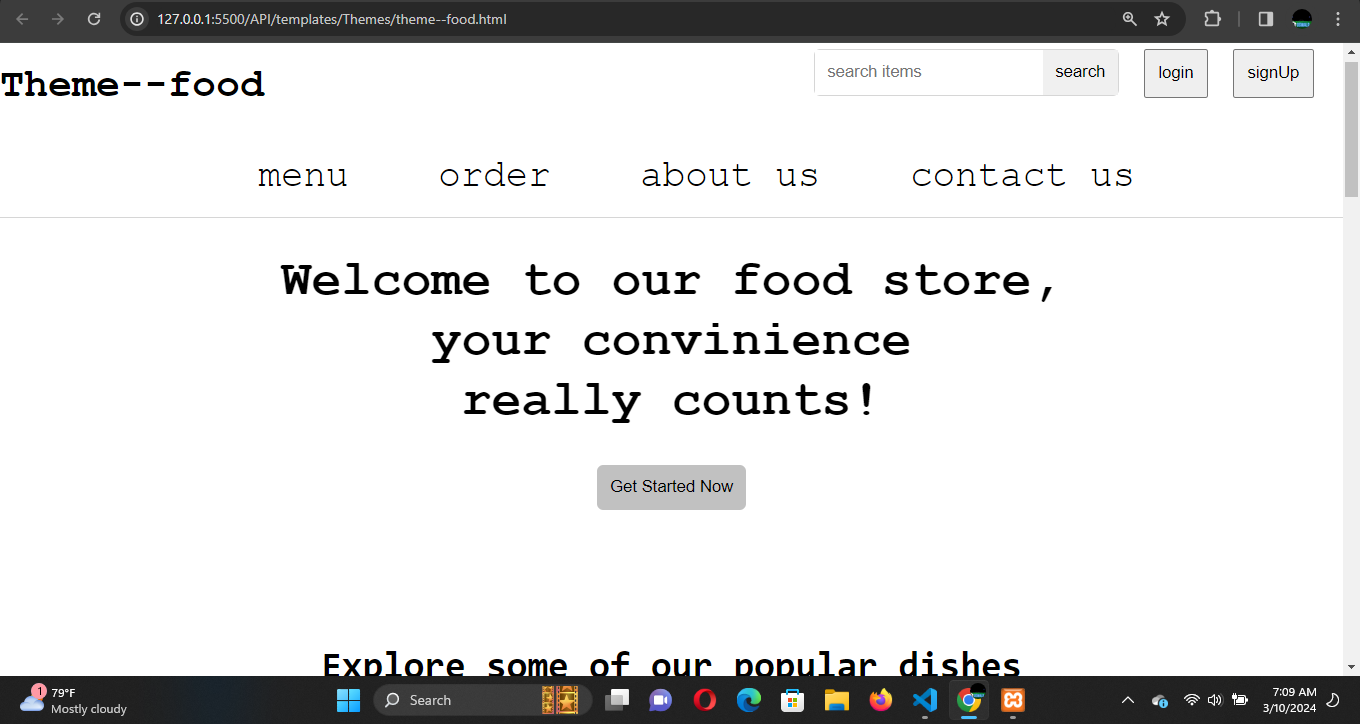 127.0.0.1:5500/API/templates/Themes/theme--food.html
Theme--food
search items
search
login
signUp
menu
order
about us
contact us
Welcome to our food store,
your convinience
really counts!
Get Started Now
Explore some of our popular dishes
1
79°F
Mostly cloudy
Search
7:09 AM
3/10/2024